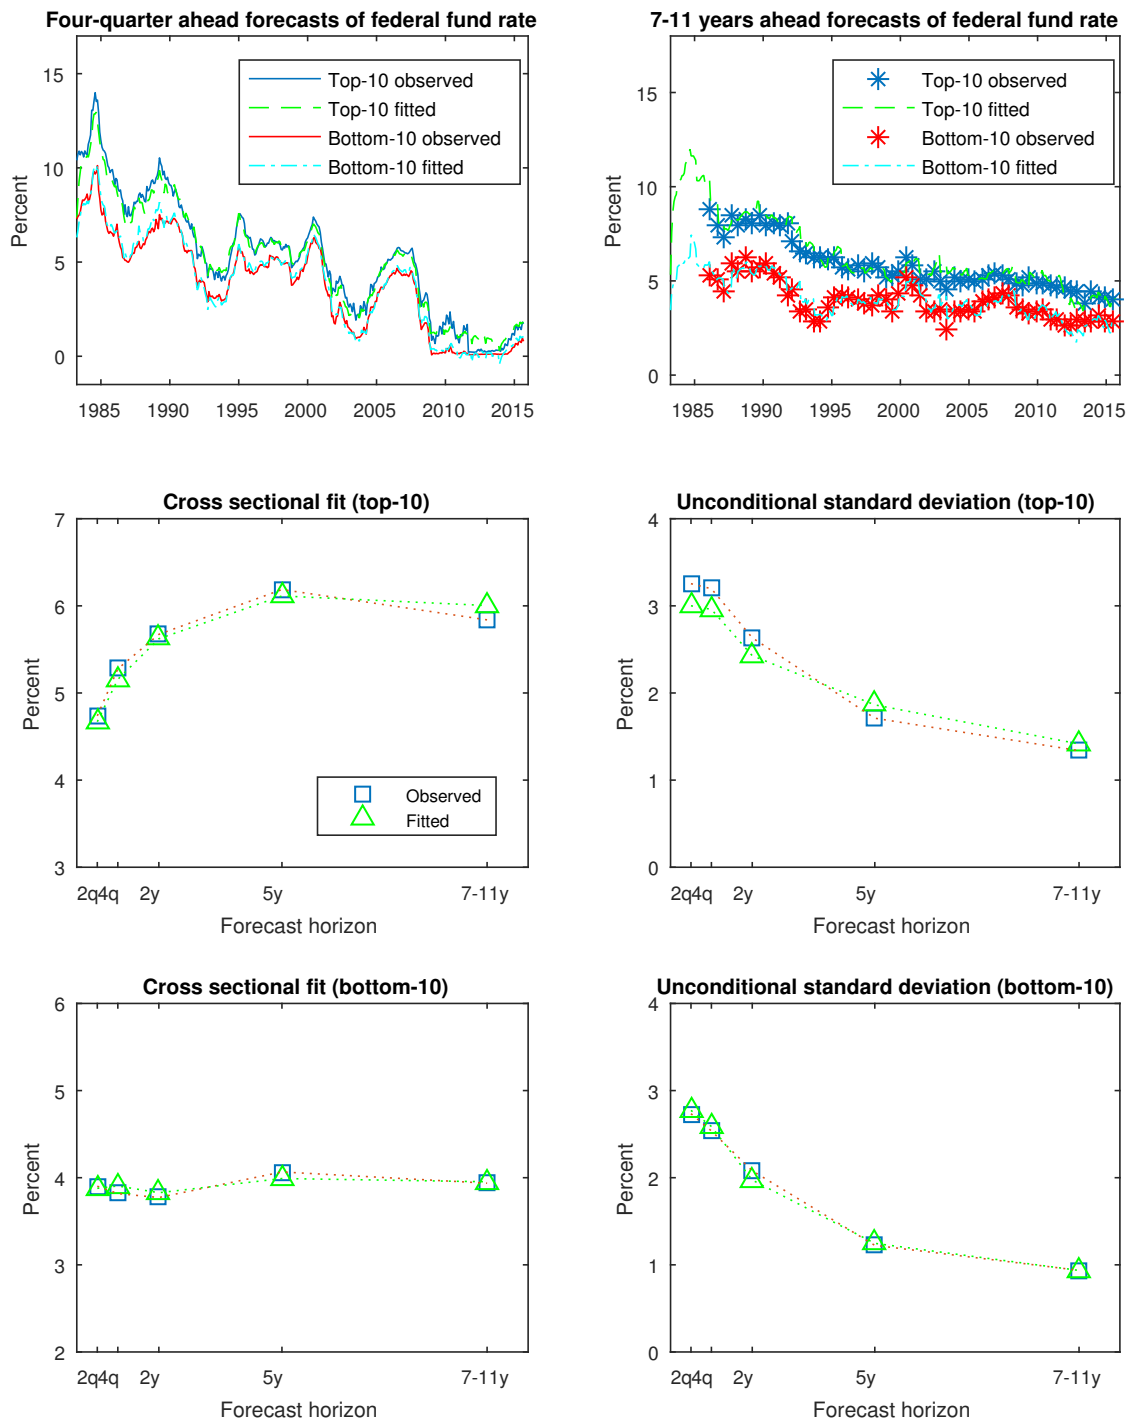 Four-quarter ahead forecasts of federal fund rate
15
10
5
0
Percent
Top-10 observed
Top-10 fitted
Bottom-10 observed
Bottom-10 fitted
1985 1990 1995 2000 2005 2010 2015
7-11 years ahead forecasts of federal fund rate
15
10
5
0
Percent
Top-10 observed
Top-10 fitted
Bottom-10 observed
Bottom-10 fitted
1985 1990 1995 2000 2005 2010 2015
Cross sectional fit (top-10)
7
6
5
4
3
Percent
Observed
Fitted
2q4q 2y 5y 7-11y
Forecast horizon
Unconditional standard deviation (top-10)
4
3
2
1
0
Percent
2q4q 2y 5y 7-11y
Forecast horizon
Cross sectional fit (bottom-10)
6
5
4
3
2
Percent
2q4q 2y 5y 7-11y
Forecast horizon
Unconditional standard deviation (bottom-10)
4
3
2
1
0
Percent
2q4q 2y 5y 7-11y
Forecast horizon